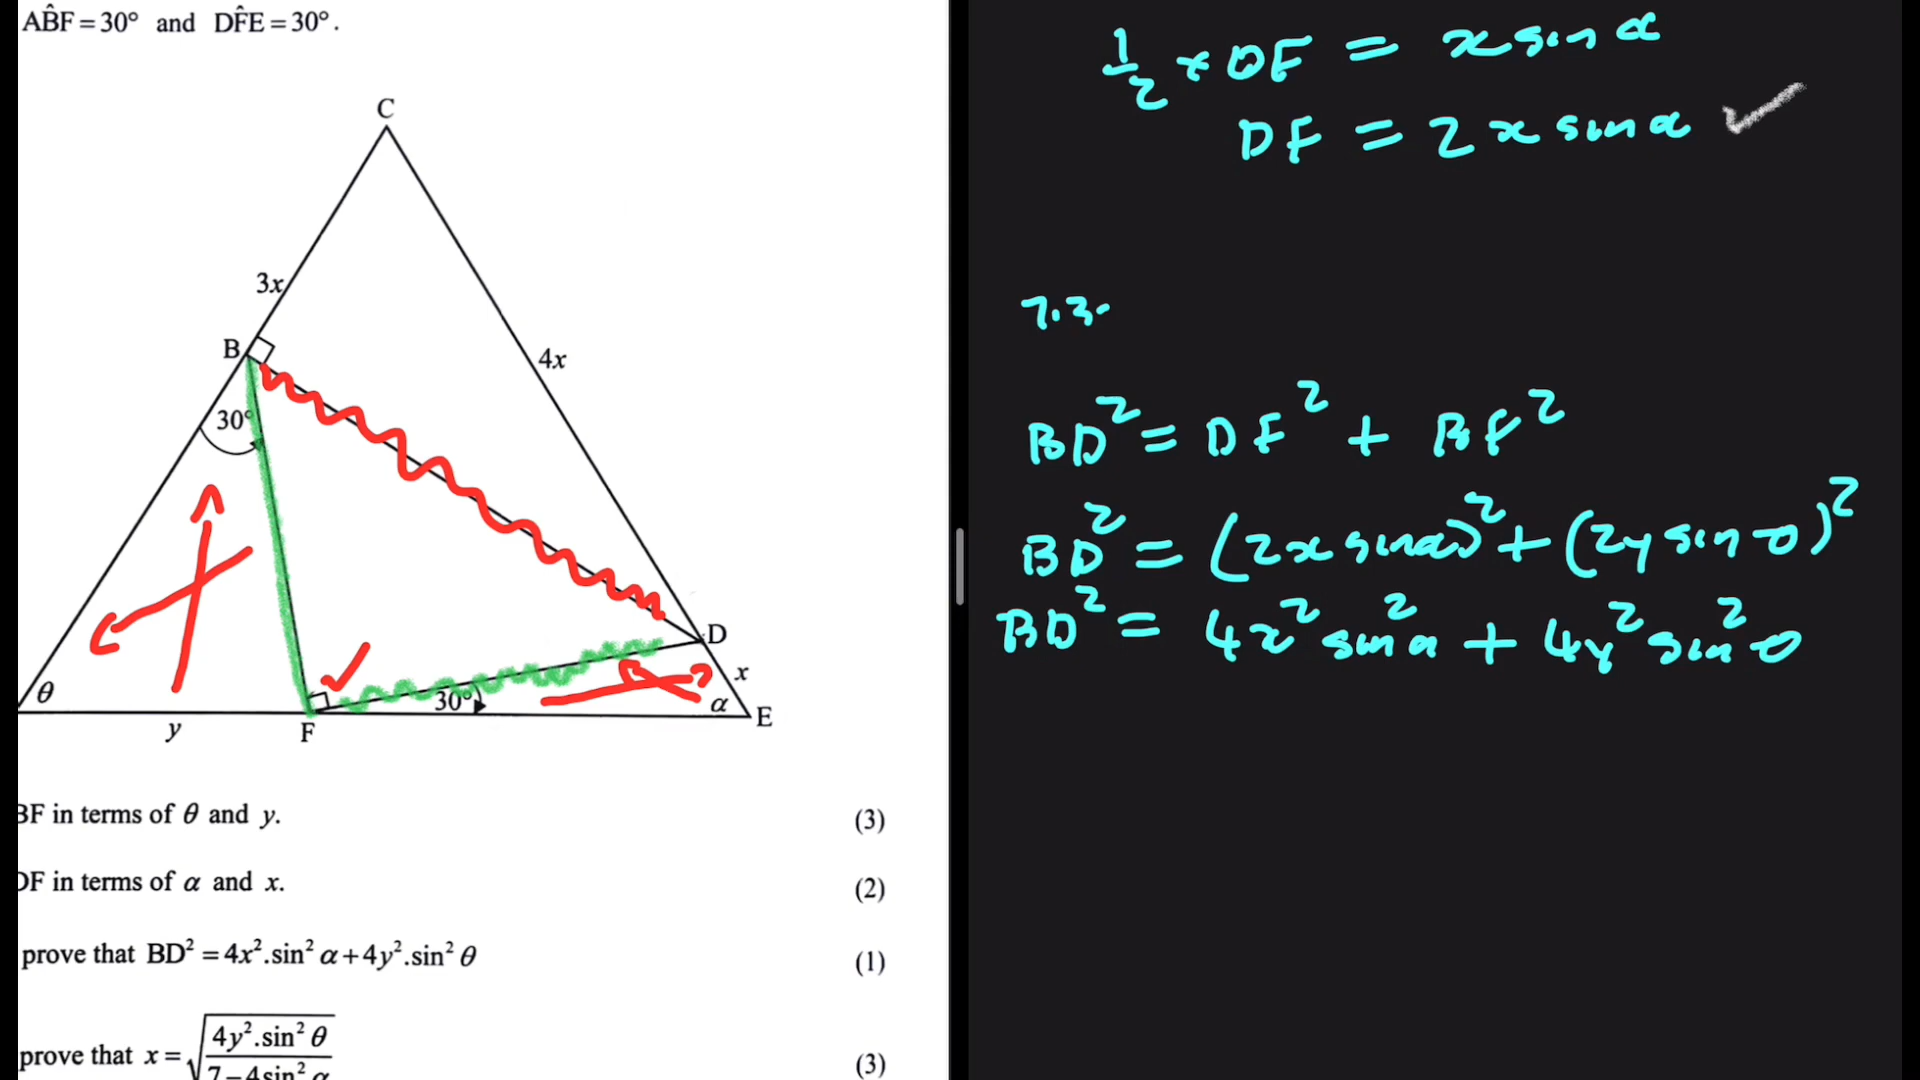 AB̂F = 30° and DF̂E = 30°.
C
3x
B
4x
30°
D
x
θ
30°
α
E
y
F
BF in terms of θ and y. (3)
DF in terms of α and x. (2)
prove that BD² = 4x².sin² α + 4y².sin² θ (1)
prove that x = √(4y².sin² θ / 7 – 4sin² α) (3)
1/2 × DF = x sin α
DF = 2x sin α ✓
7.3.
BD² = DF² + BF²
BD² = (2x sin α)² + (2y sin θ)²
BD² = 4x² sin² α + 4y² sin² θ